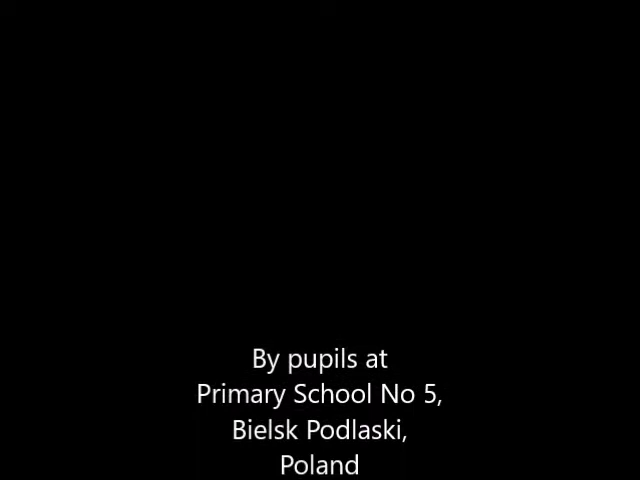 By pupils at
Primary School No 5,
Bielsk Podlaski,
Poland